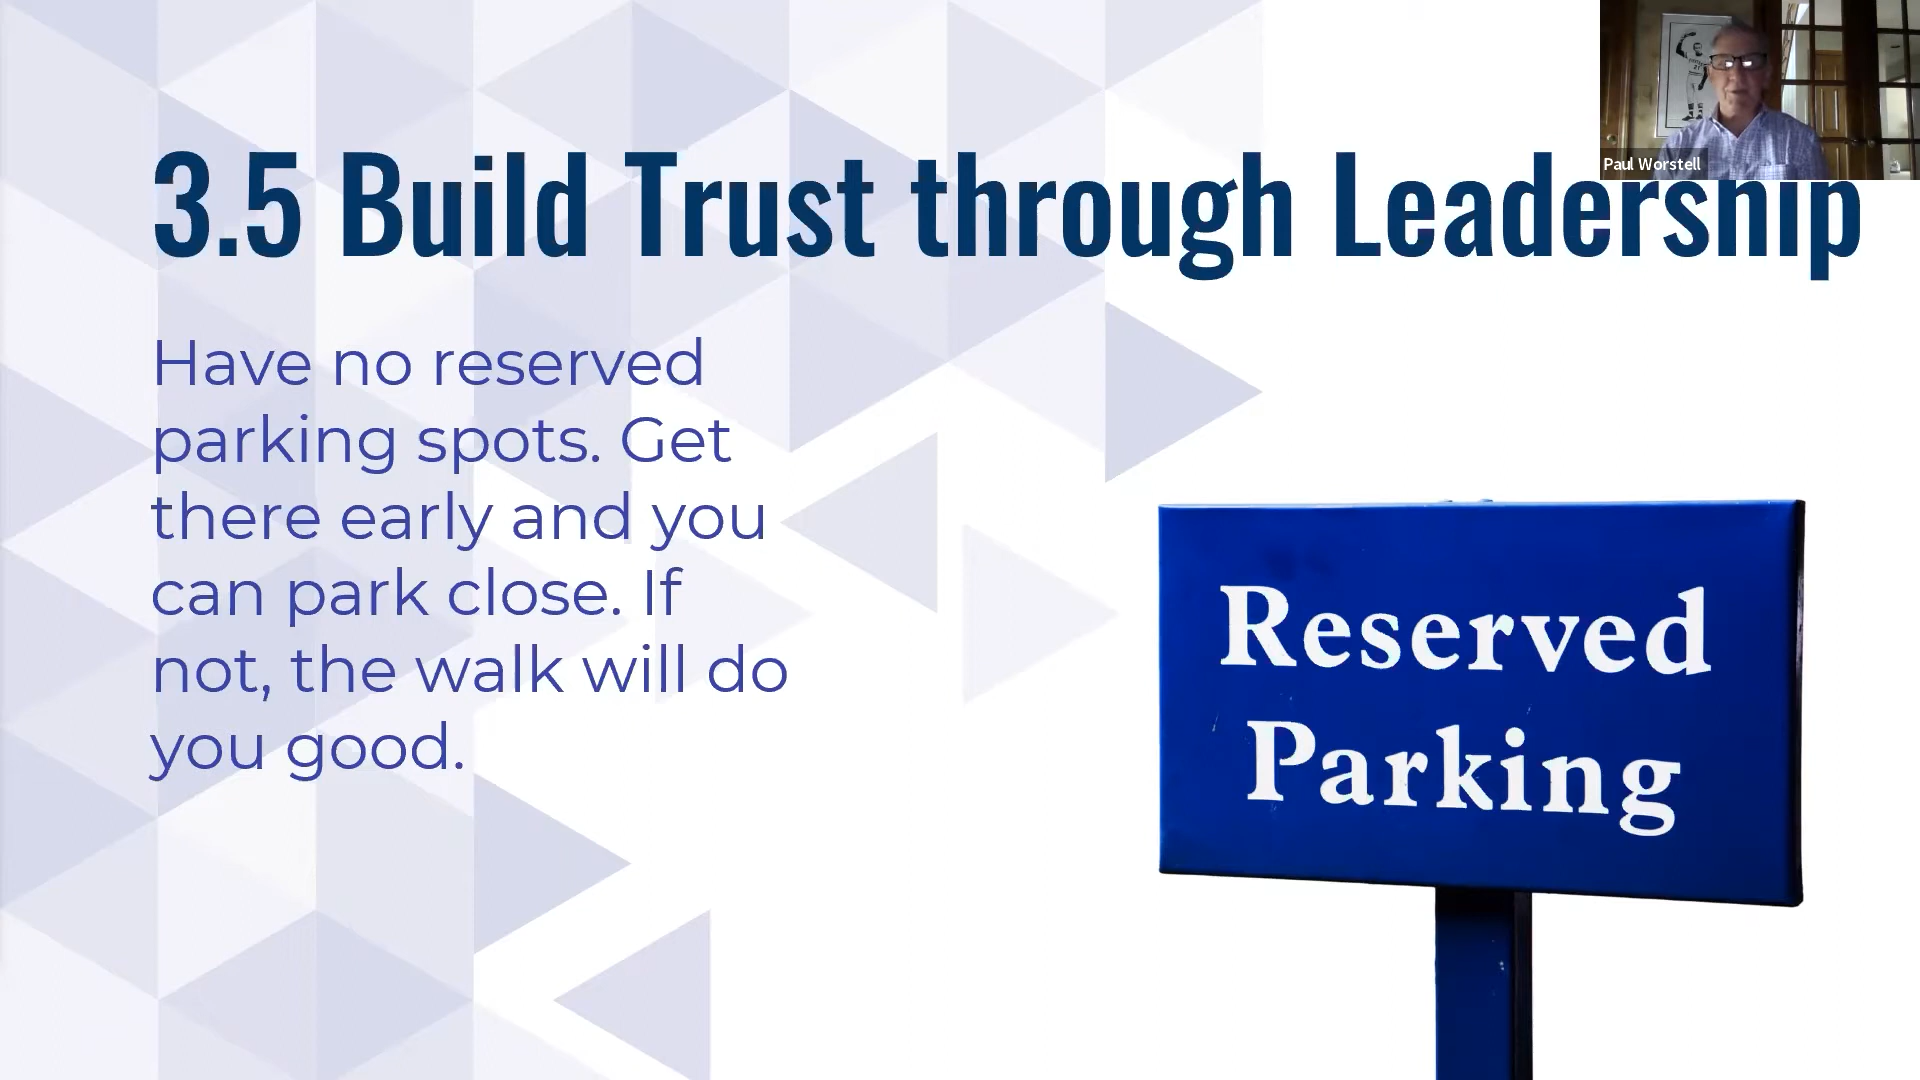 Paul Worstell
3.5 Build Trust through Leadership
Have no reserved
parking spots. Get
there early and you
can park close. If
not, the walk will do
you good.
Reserved
Parking